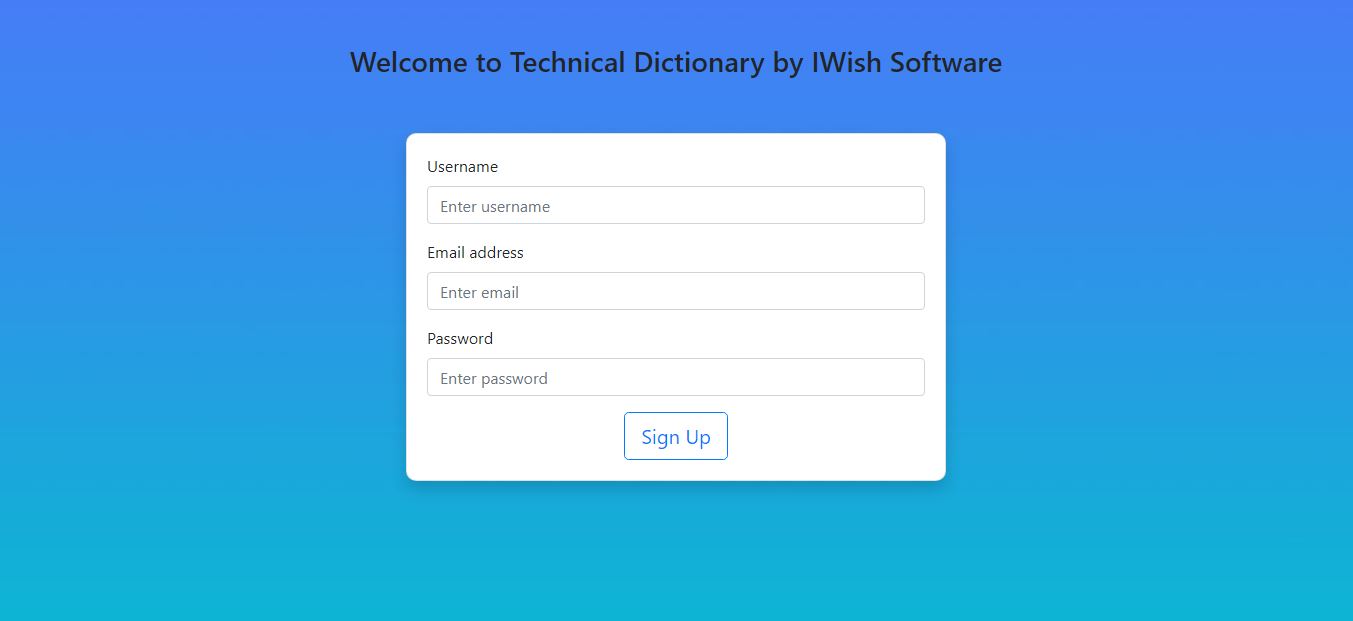 Welcome to Technical Dictionary by IWish Software
Username
Enter username
Email address
Enter email
Password
Enter password
Sign Up